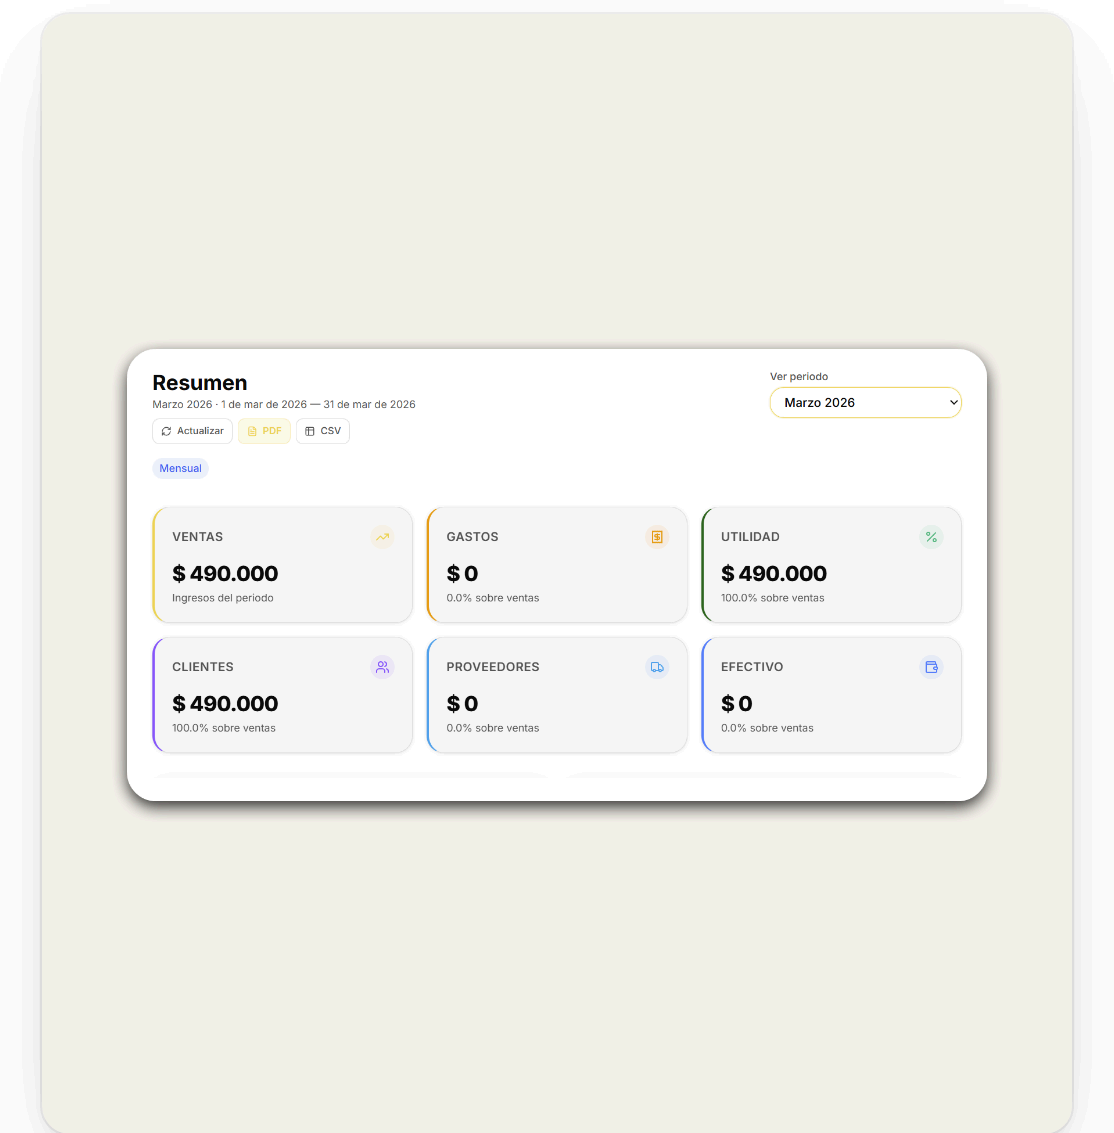 Resumen
Marzo 2026 · 1 de mar de 2026 — 31 de mar de 2026
Actualizar PDF CSV
Mensual
Ver periodo
Marzo 2026
VENTAS
$ 490.000
Ingresos del periodo
GASTOS
$ 0
0.0% sobre ventas
UTILIDAD
$ 490.000
100.0% sobre ventas
CLIENTES
$ 490.000
100.0% sobre ventas
PROVEEDORES
$ 0
0.0% sobre ventas
EFECTIVO
$ 0
0.0% sobre ventas